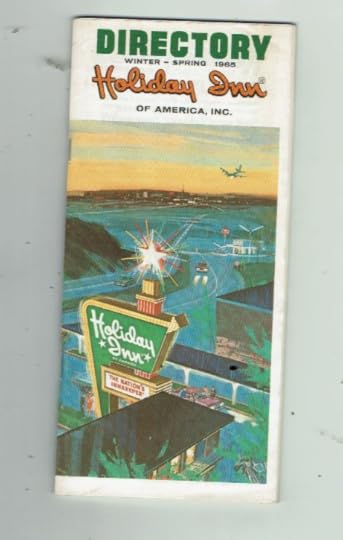 DIRECTORY
WINTER – SPRING 1965
Holiday Inn®
OF AMERICA, INC.
Holiday
Inn
THE NATION'S
INNKEEPER